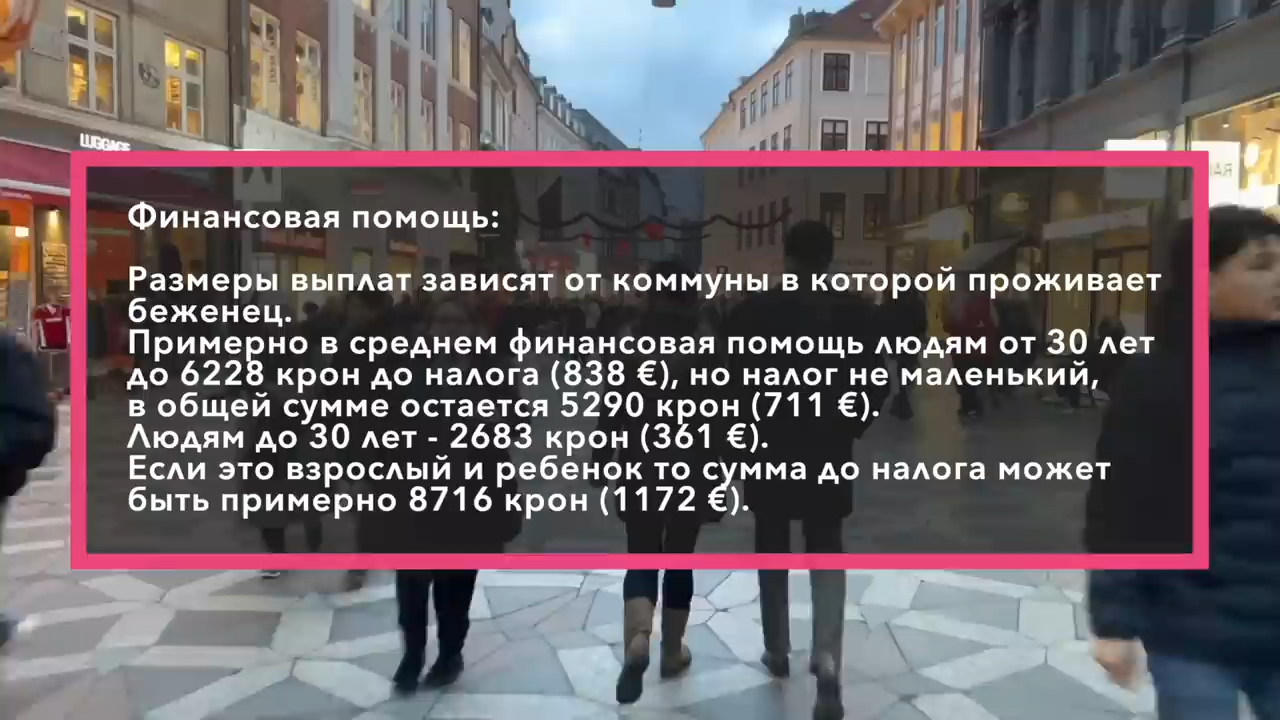 LUGGAGE
Финансовая помощь:
Размеры выплат зависят от коммуны в которой проживает
беженец.
Примерно в среднем финансовая помощь людям от 30 лет
до 6228 крон до налога (838 €), но налог не маленький,
в общей сумме остается 5290 крон (711 €).
Людям до 30 лет - 2683 крон (361 €).
Если это взрослый и ребенок то сумма до налога может
быть примерно 8716 крон (1172 €).